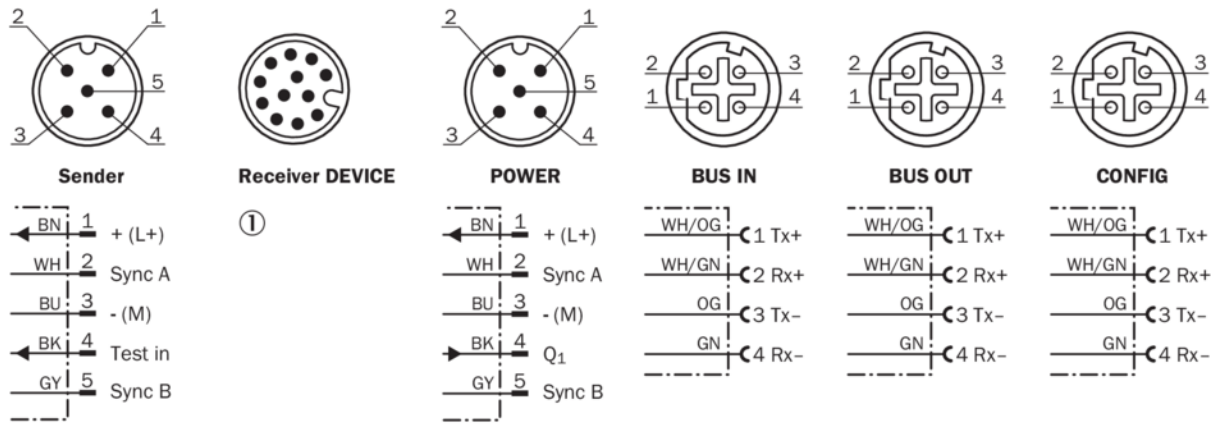 2 1
5
3 4
Sender
BN 1 + (L+)
WH 2 Sync A
BU 3 - (M)
BK 4 Test in
GY 5 Sync B
Receiver DEVICE
①
2 1
5
3 4
POWER
BN 1 + (L+)
WH 2 Sync A
BU 3 - (M)
BK 4 Q1
GY 5 Sync B
2 3
1 4
BUS IN
WH/OG 1 Tx+
WH/GN 2 Rx+
OG 3 Tx–
GN 4 Rx–
2 3
1 4
BUS OUT
WH/OG 1 Tx+
WH/GN 2 Rx+
OG 3 Tx–
GN 4 Rx–
2 3
1 4
CONFIG
WH/OG 1 Tx+
WH/GN 2 Rx+
OG 3 Tx–
GN 4 Rx–